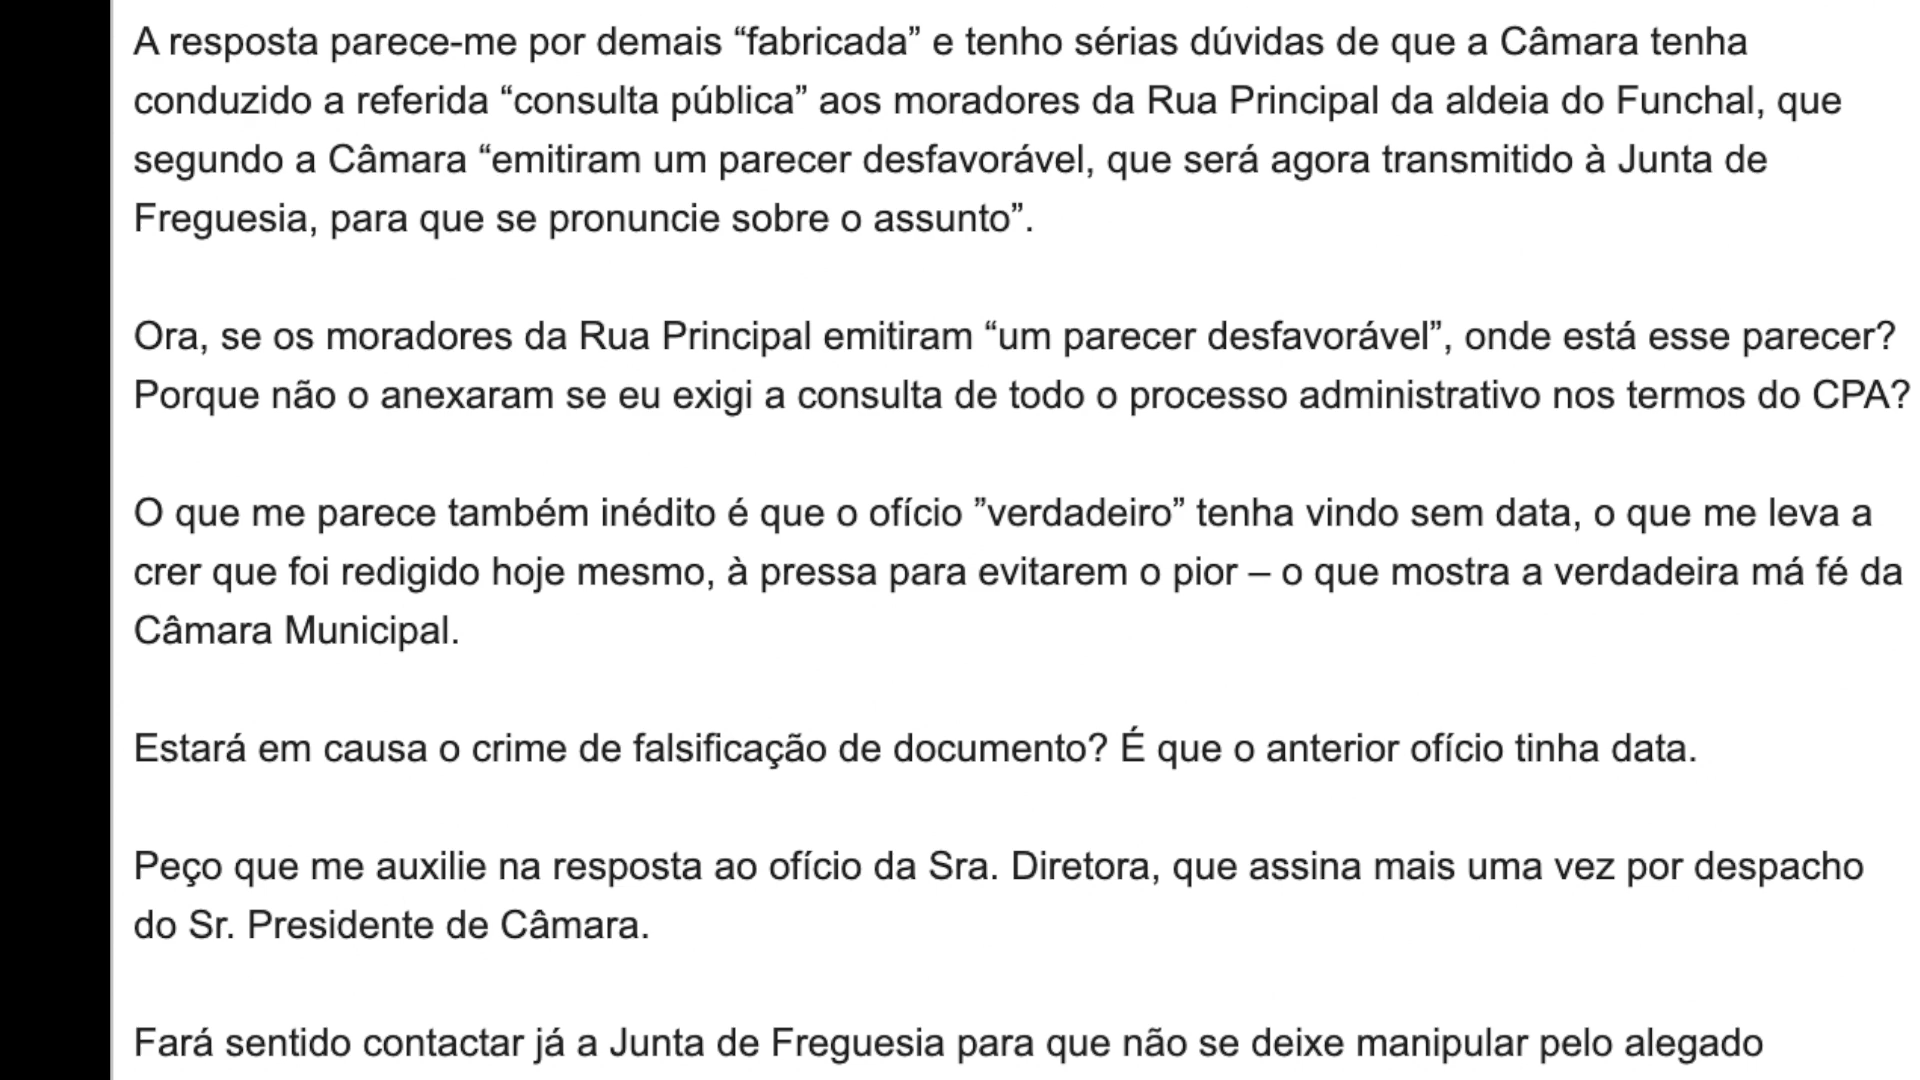 A resposta parece-me por demais “fabricada” e tenho sérias dúvidas de que a Câmara tenha
conduzido a referida “consulta pública” aos moradores da Rua Principal da aldeia do Funchal, que
segundo a Câmara “emitiram um parecer desfavorável, que será agora transmitido à Junta de
Freguesia, para que se pronuncie sobre o assunto”.
Ora, se os moradores da Rua Principal emitiram “um parecer desfavorável”, onde está esse parecer?
Porque não o anexaram se eu exigi a consulta de todo o processo administrativo nos termos do CPA?
O que me parece também inédito é que o ofício ”verdadeiro” tenha vindo sem data, o que me leva a
crer que foi redigido hoje mesmo, à pressa para evitarem o pior – o que mostra a verdadeira má fé da
Câmara Municipal.
Estará em causa o crime de falsificação de documento? É que o anterior ofício tinha data.
Peço que me auxilie na resposta ao ofício da Sra. Diretora, que assina mais uma vez por despacho
do Sr. Presidente de Câmara.
Fará sentido contactar já a Junta de Freguesia para que não se deixe manipular pelo alegado